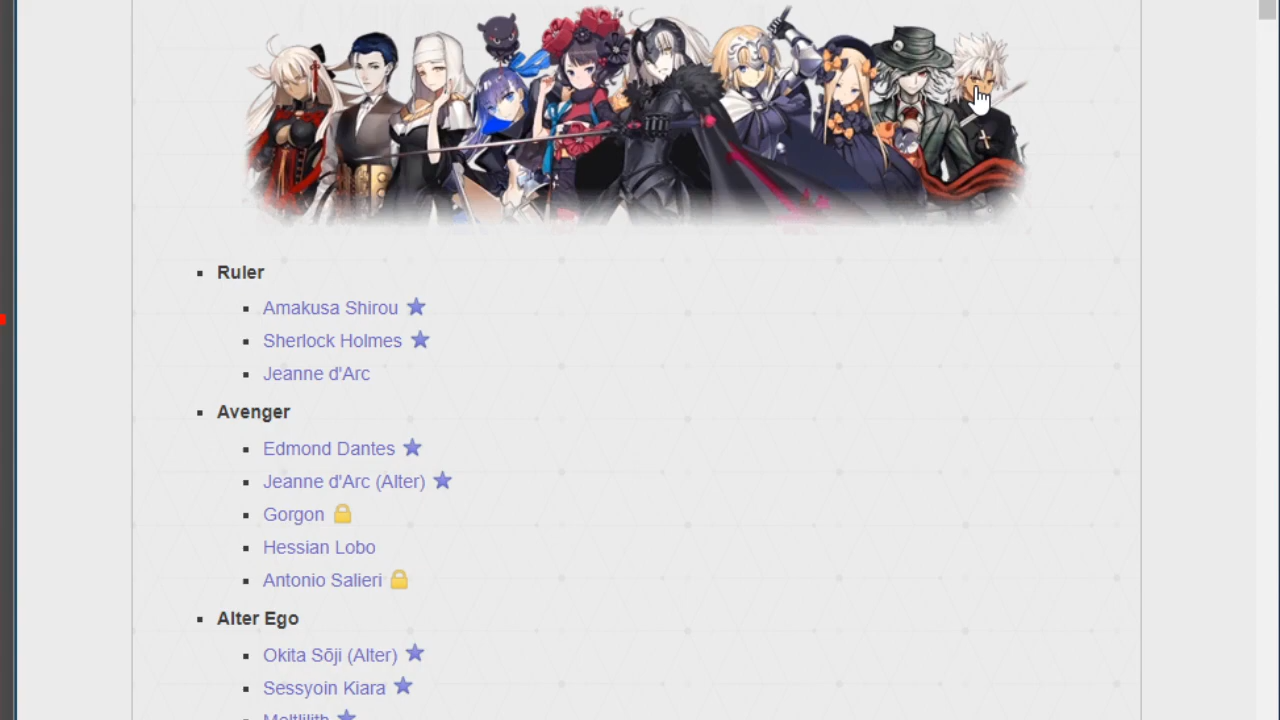 Ruler
Amakusa Shirou
Sherlock Holmes
Jeanne d'Arc
Avenger
Edmond Dantes
Jeanne d'Arc (Alter)
Gorgon
Hessian Lobo
Antonio Salieri
Alter Ego
Okita Sōji (Alter)
Sessyoin Kiara
Meltlilith